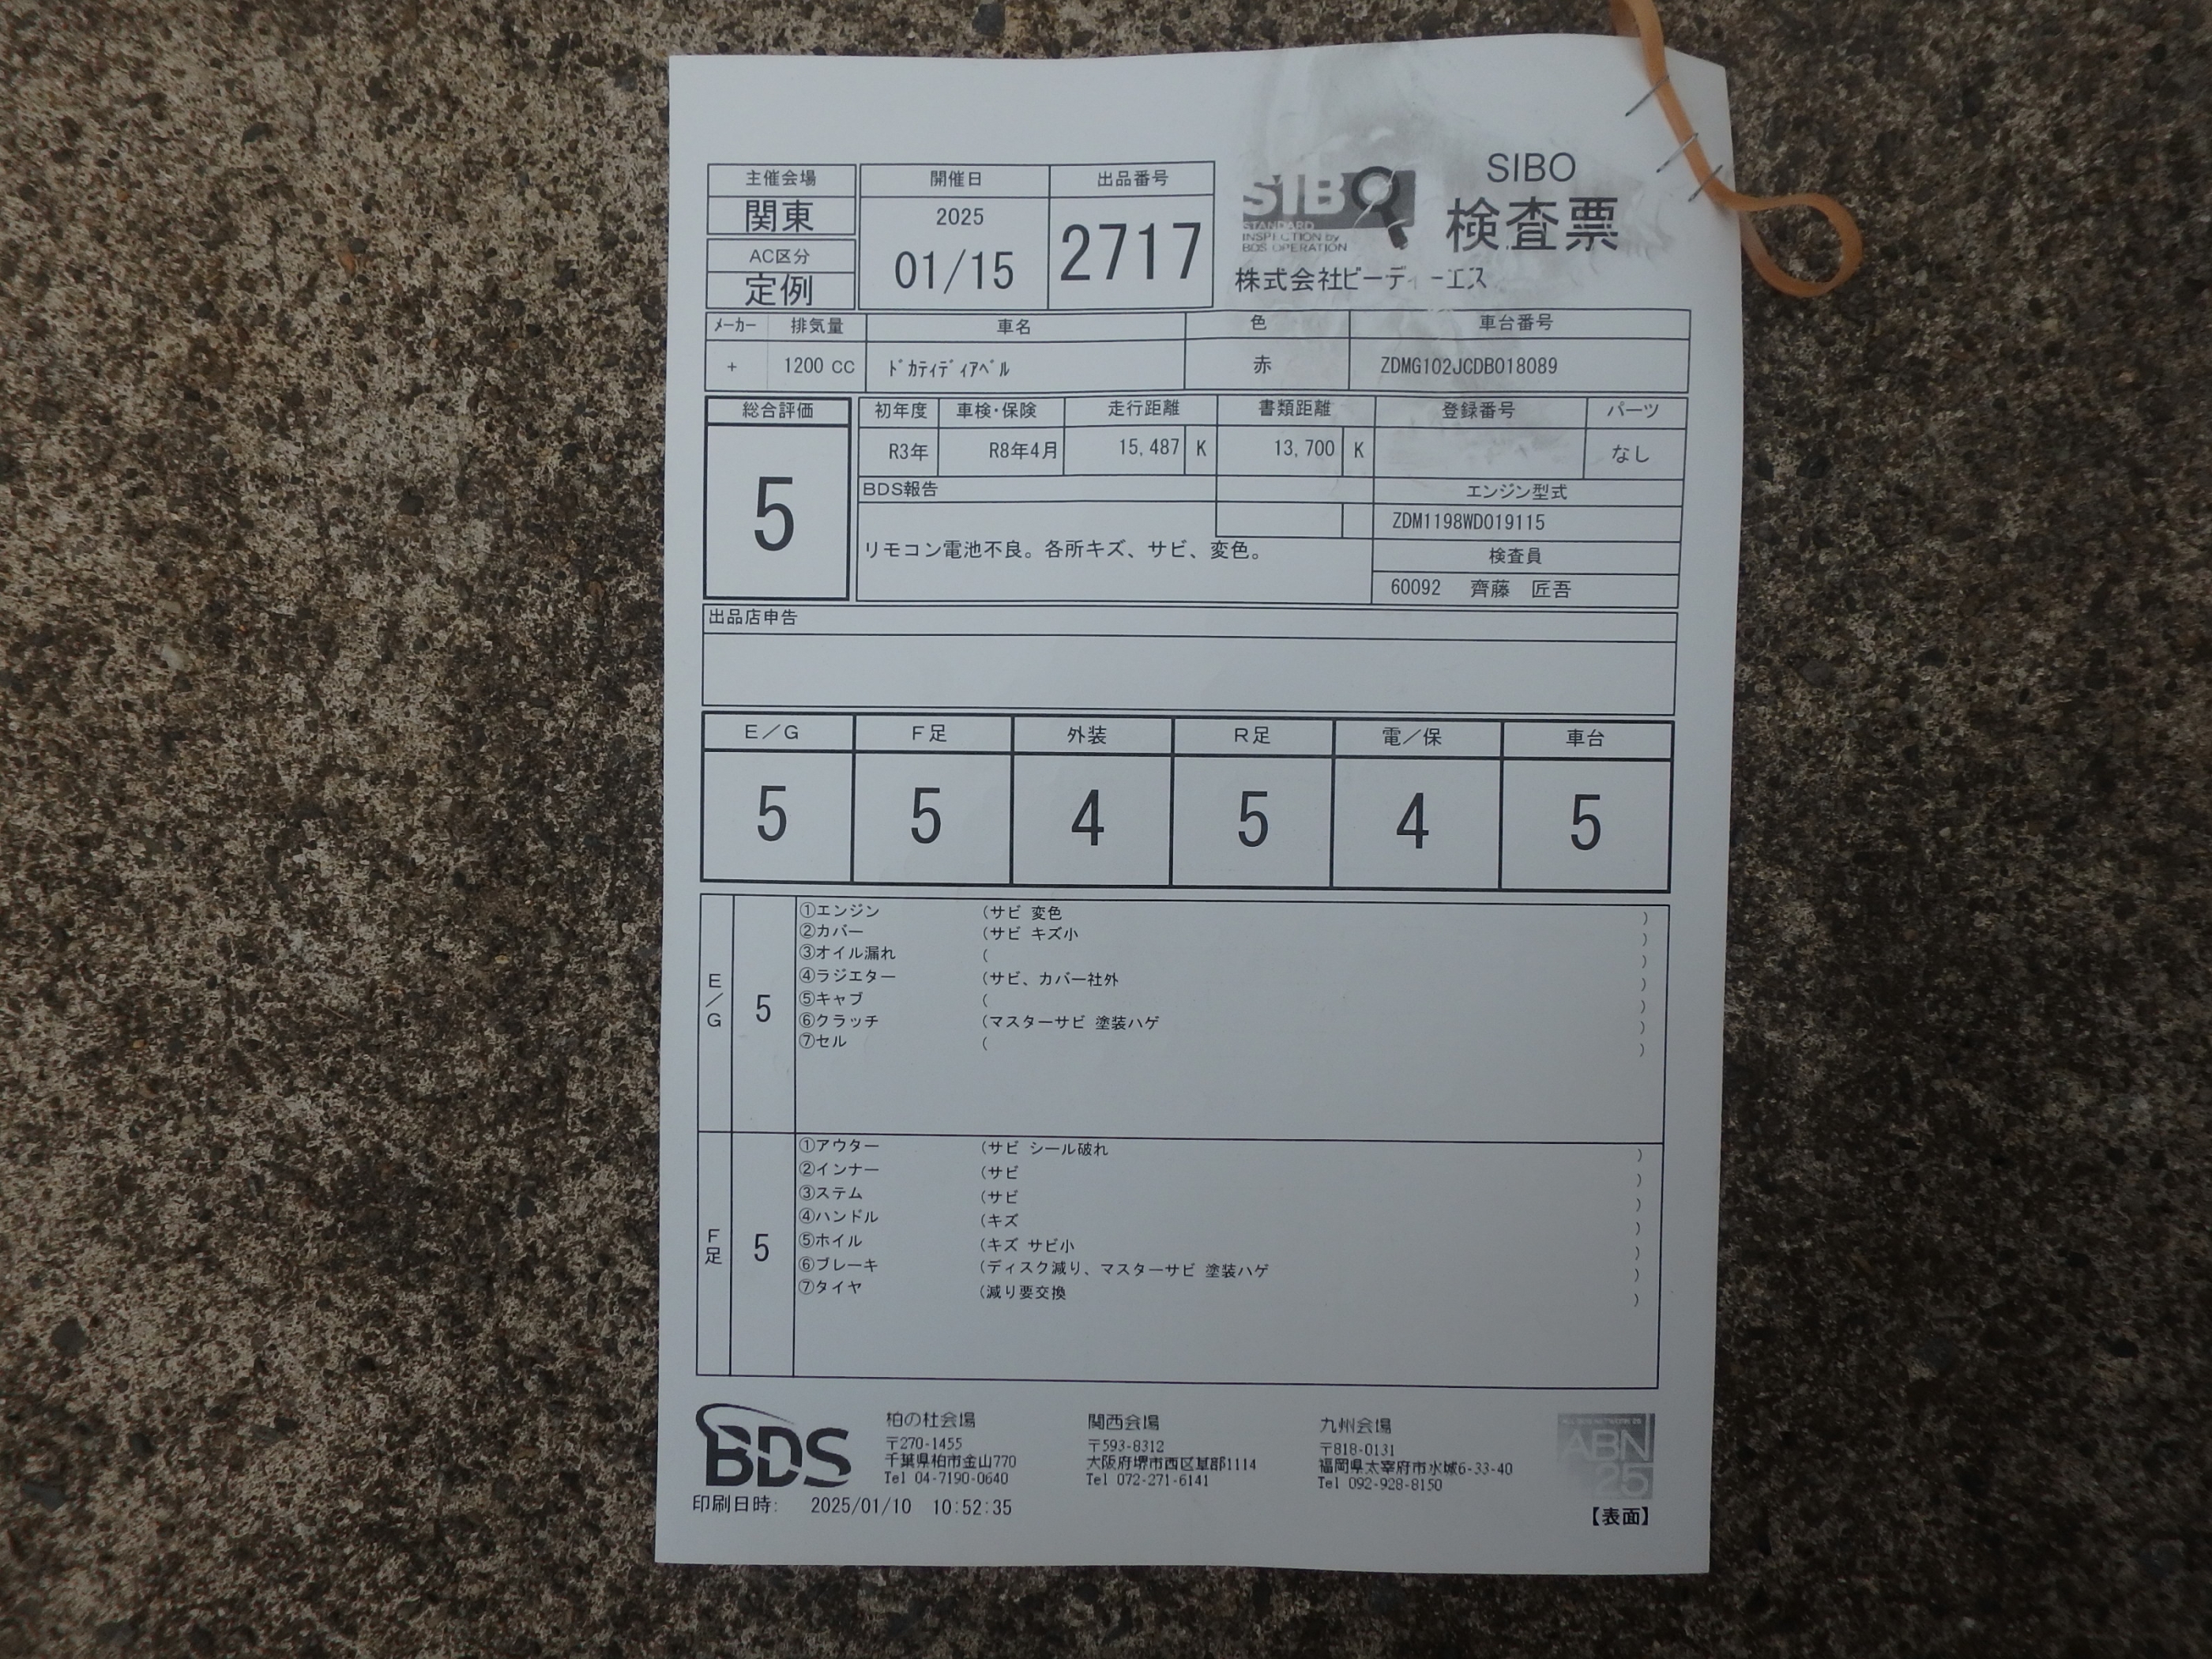 SIBO
検査票
SIBO
STANDARD
INSPECTION by
BDS OPERATION
株式会社ビーディーエス
主催会場
関東
AC区分
定例
開催日
2025
01/15
出品番号
2717
メーカー 排気量 車名 色 車台番号
+ 1200 CC ﾄﾞｶﾃｨﾃﾞｨｱﾍﾞﾙ 赤 ZDMG102JCDB018089
総合評価
5
初年度 車検・保険 走行距離 書類距離 登録番号 パーツ
R3年 R8年4月 15,487 K 13,700 K なし
BDS報告
リモコン電池不良。各所キズ、サビ、変色。
エンジン型式
ZDM1198WD019115
検査員
60092 齊藤 匠吾
出品店申告
E／G F足 外装 R足 電／保 車台
5 5 4 5 4 5
E／G 5
①エンジン (サビ 変色 )
②カバー (サビ キズ小 )
③オイル漏れ ( )
④ラジエター (サビ、カバー社外 )
⑤キャブ ( )
⑥クラッチ (マスターサビ 塗装ハゲ )
⑦セル ( )
F足 5
①アウター (サビ シール破れ )
②インナー (サビ )
③ステム (サビ )
④ハンドル (キズ )
⑤ホイル (キズ サビ小 )
⑥ブレーキ (ディスク減り、マスターサビ 塗装ハゲ )
⑦タイヤ (減り要交換 )
BDS
柏の杜会場
〒270-1455
千葉県柏市金山770
Tel 04-7190-0640
関西会場
〒593-8312
大阪府堺市西区草部1114
Tel 072-271-6141
九州会場
〒818-0131
福岡県太宰府市水城6-33-40
Tel 092-928-8150
ABN
25
印刷日時: 2025/01/10 10:52:35
【表面】